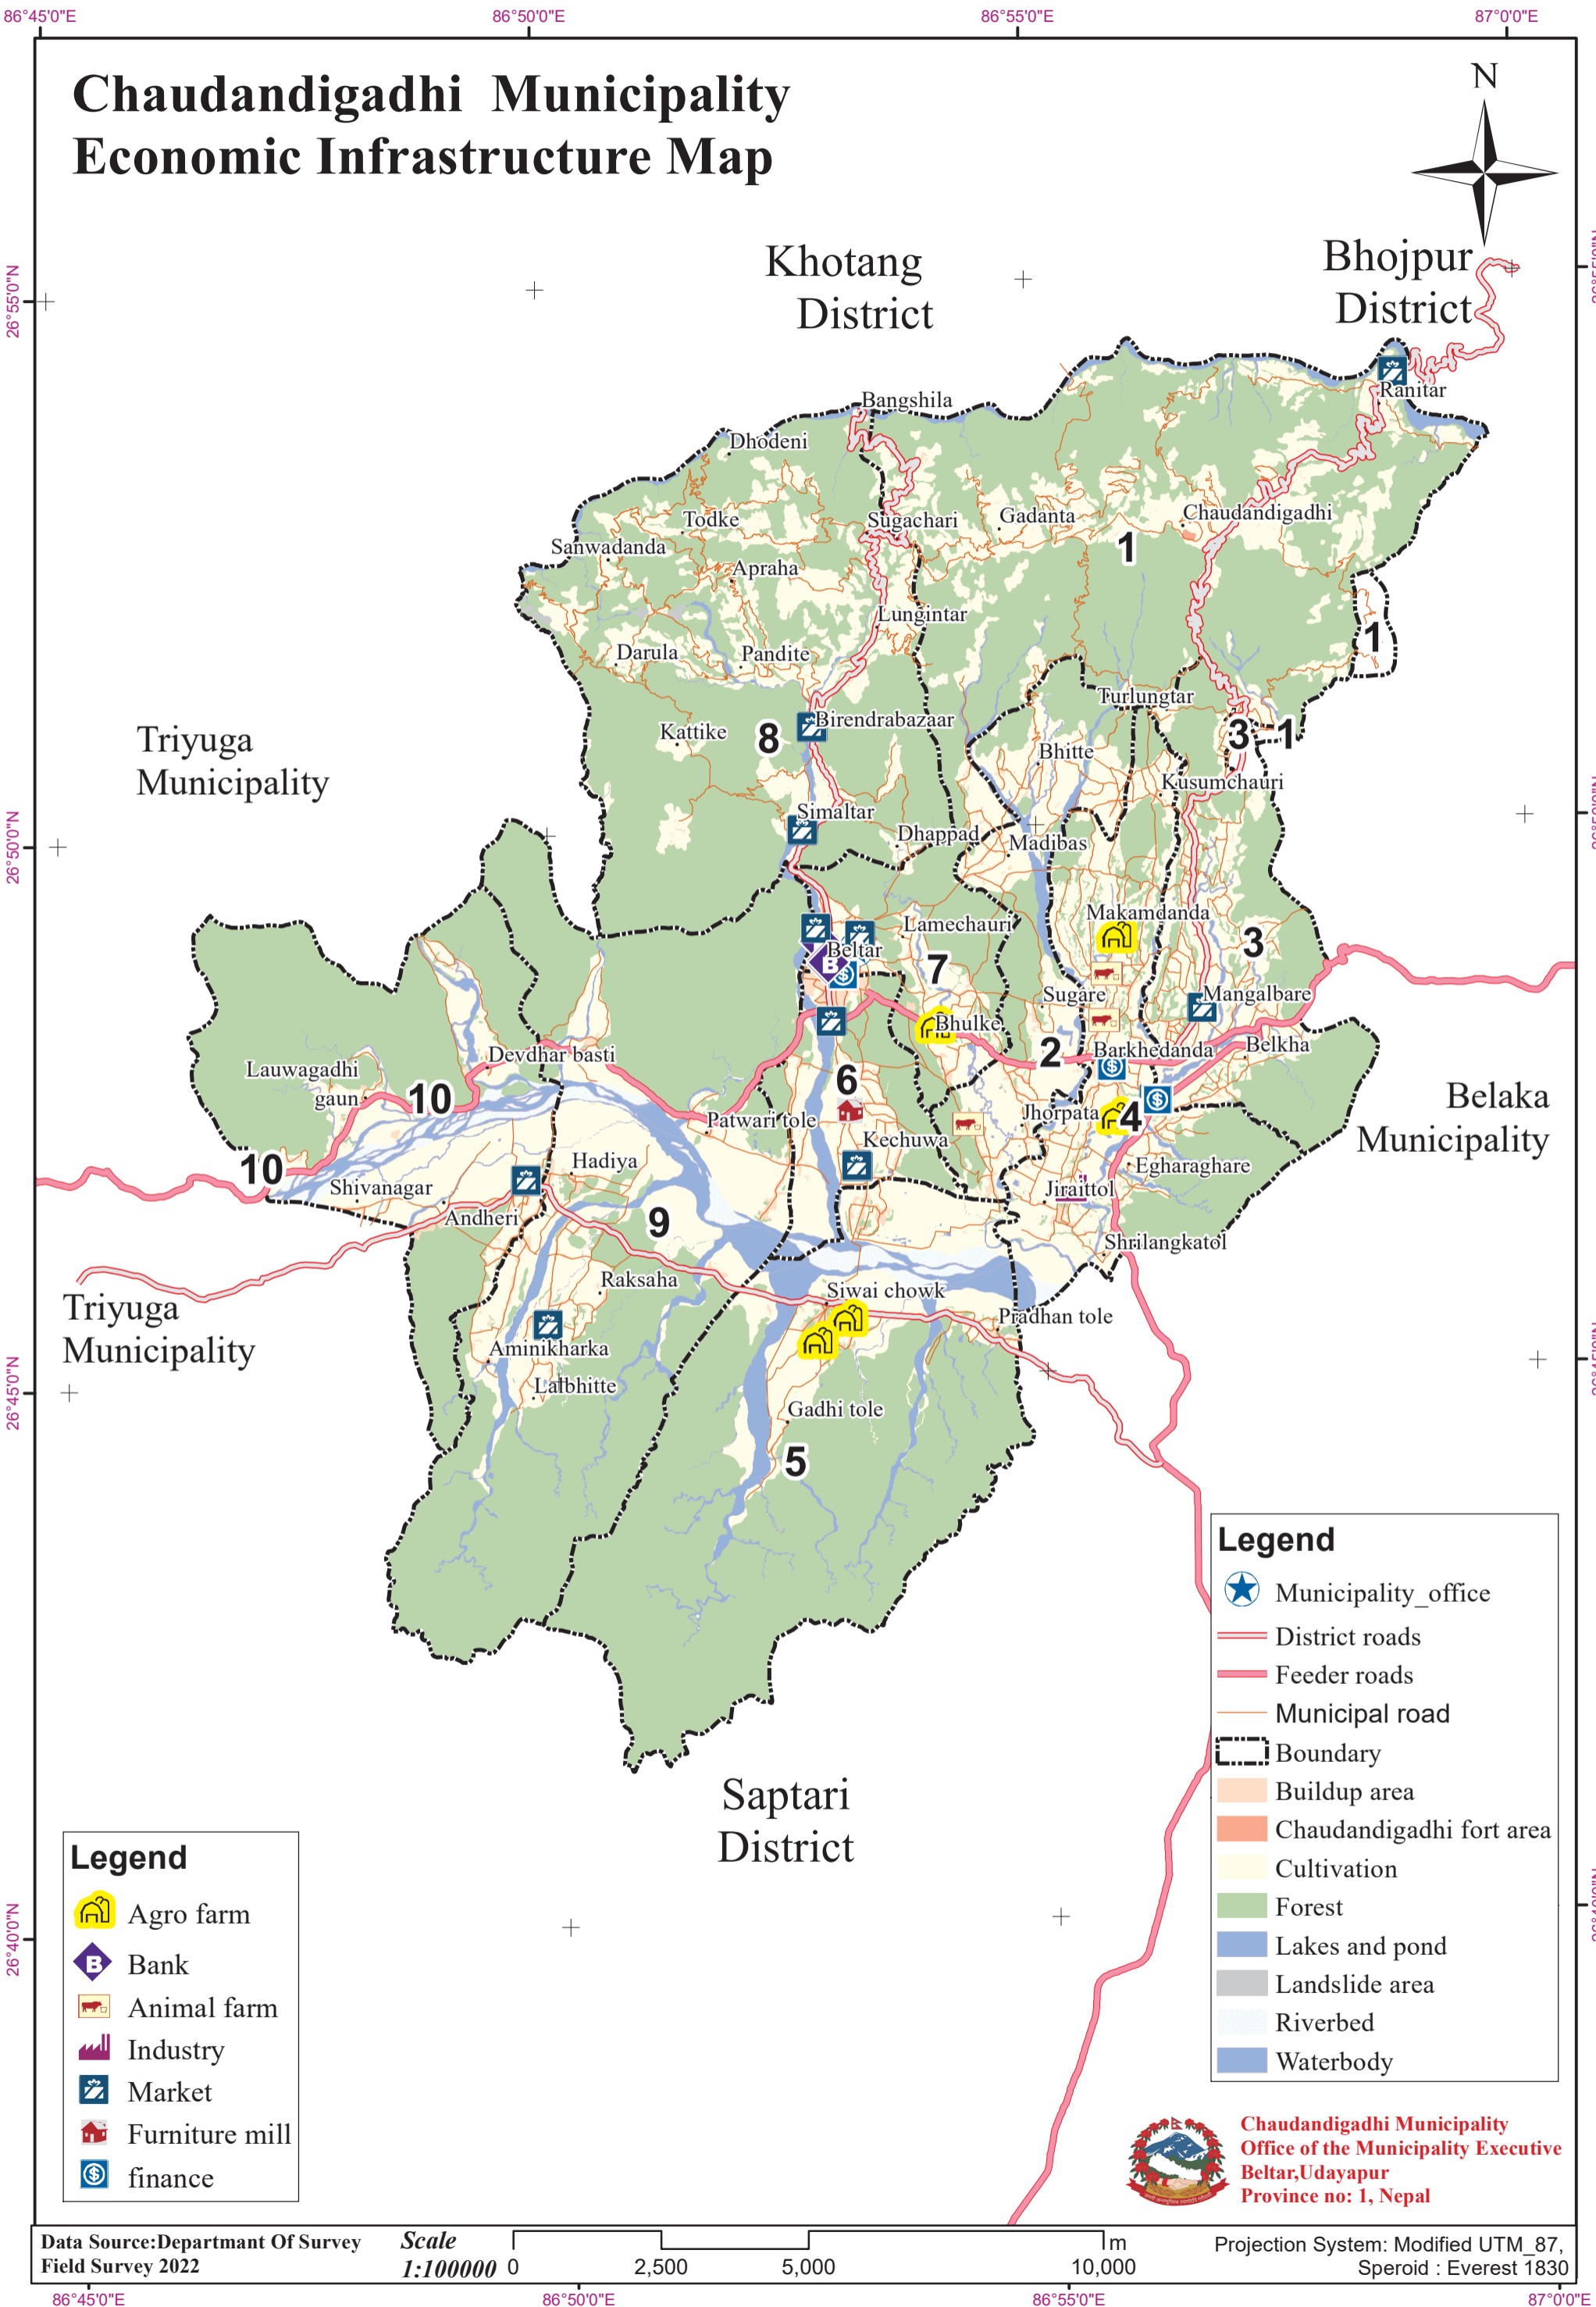 86°45'0"E
86°50'0"E
86°55'0"E
87°0'0"E
Chaudandigadhi Municipality
Economic Infrastructure Map
N
Khotang
District
Bhojpur
District
26°55'0"N
Ranitar
Bangshila
Dhodeni
Todke
Sugachari
Gadanta
Chaudandigadhi
Sanwadanda
1
Apraha
Lungintar
1
Darula
Pandite
Turlungtar
Birendrabazaar
Kattike
8
3
1
Triyuga
Municipality
Bhitte
Kusumchauri
Simaltar
Dhappad
Madibas
26°50'0"N
Makamdanda
Lamechauri
Beltar
B
3
7
Sugare
Mangalbare
Bhulke
Devdhar basti
2
Barkhedanda
Belkha
Lauwagadhi
gaun
10
6
Belaka
Municipality
Patwari tole
Jhorpata
4
Kechuwa
Egharaghare
10
Hadiya
Shivanagar
Jiraittol
Andheri
9
Shrilangkatol
Raksaha
Siwai chowk
Triyuga
Municipality
Pradhan tole
Aminikharka
Lalbhitte
26°45'0"N
Gadhi tole
5
Legend
Municipality_office
District roads
Feeder roads
Municipal road
Boundary
Buildup area
Chaudandigadhi fort area
Cultivation
Forest
Lakes and pond
Landslide area
Riverbed
Waterbody
Saptari
District
Legend
Agro farm
B Bank
Animal farm
Industry
Market
Furniture mill
finance
26°40'0"N
Chaudandigadhi Municipality
Office of the Municipality Executive
Beltar,Udayapur
Province no: 1, Nepal
Data Source:Departmant Of Survey
Field Survey 2022
Scale
1:100000
0 2,500 5,000 10,000
m
Projection System: Modified UTM_87,
Speroid : Everest 1830
86°45'0"E
86°50'0"E
86°55'0"E
87°0'0"E